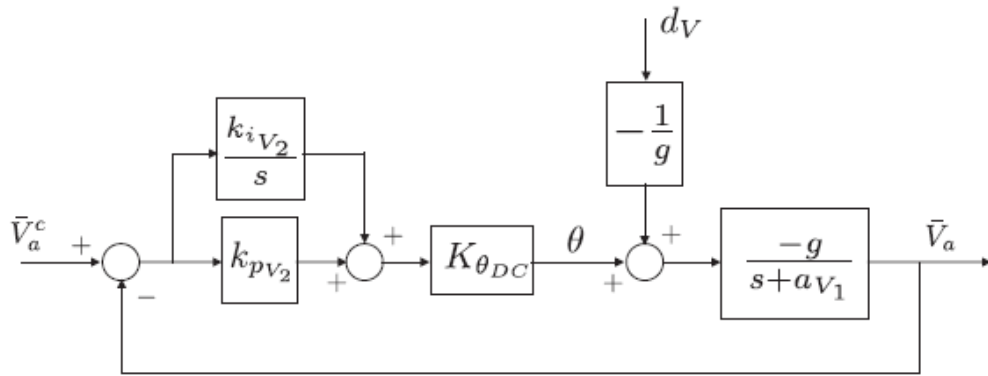 d_V
k_{i_{V_2}}
s
− 1
g
V̄_a^c
+
−
k_{p_{V_2}}
+
+
K_{θ_{DC}}
θ
+
+
−g
s+a_{V_1}
V̄_a